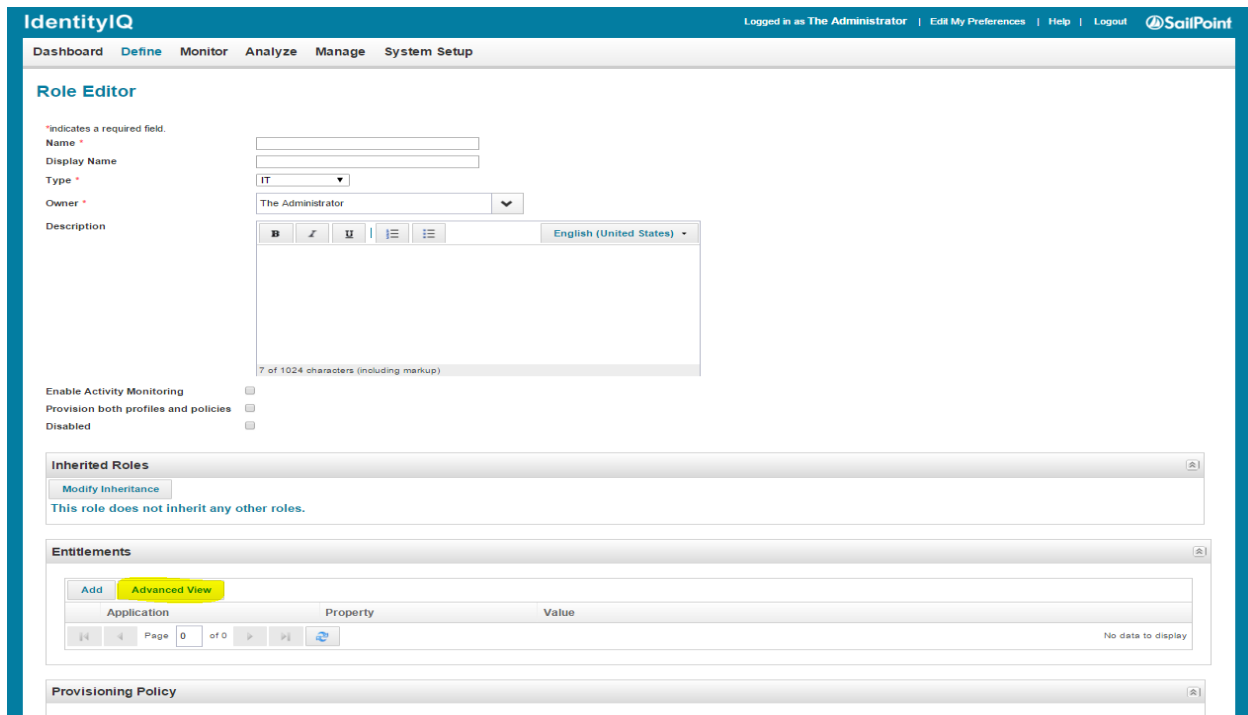 IdentityIQ
Logged in as The Administrator | Edit My Preferences | Help | Logout SailPoint
Dashboard Define Monitor Analyze Manage System Setup
Role Editor
*indicates a required field.
Name *
Display Name
Type * IT
Owner * The Administrator
Description
B I U English (United States)
7 of 1024 characters (including markup)
Enable Activity Monitoring
Provision both profiles and policies
Disabled
Inherited Roles
Modify Inheritance
This role does not inherit any other roles.
Entitlements
Add Advanced View
Application Property Value
Page 0 of 0 No data to display
Provisioning Policy